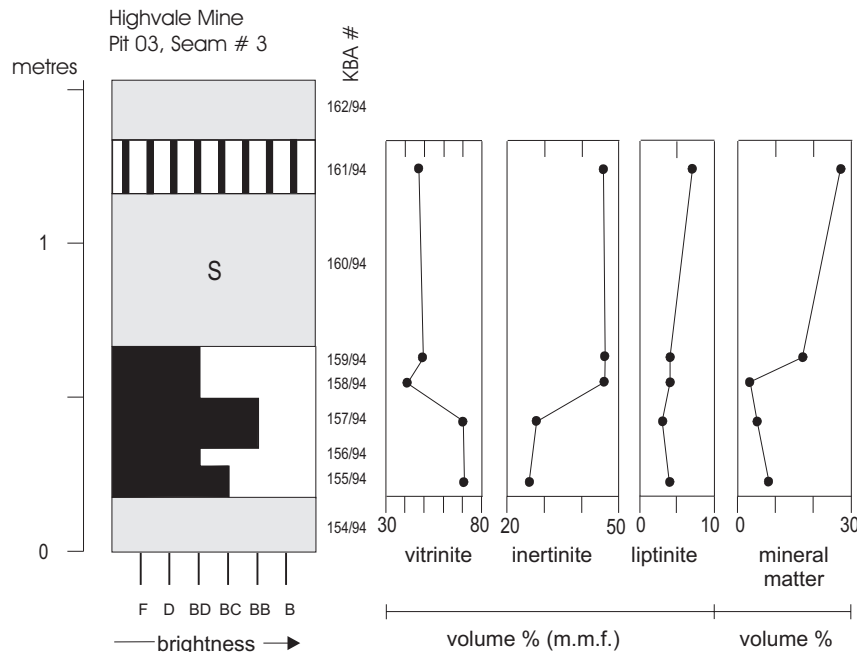 Highvale Mine
Pit 03, Seam # 3
metres
KBA #
162/94
161/94
1
160/94
S
159/94
158/94
157/94
156/94
155/94
154/94
0
30 80 20 50 0 10 0 30
vitrinite inertinite liptinite mineral
matter
F D BD BC BB B
brightness
volume % (m.m.f.) volume %